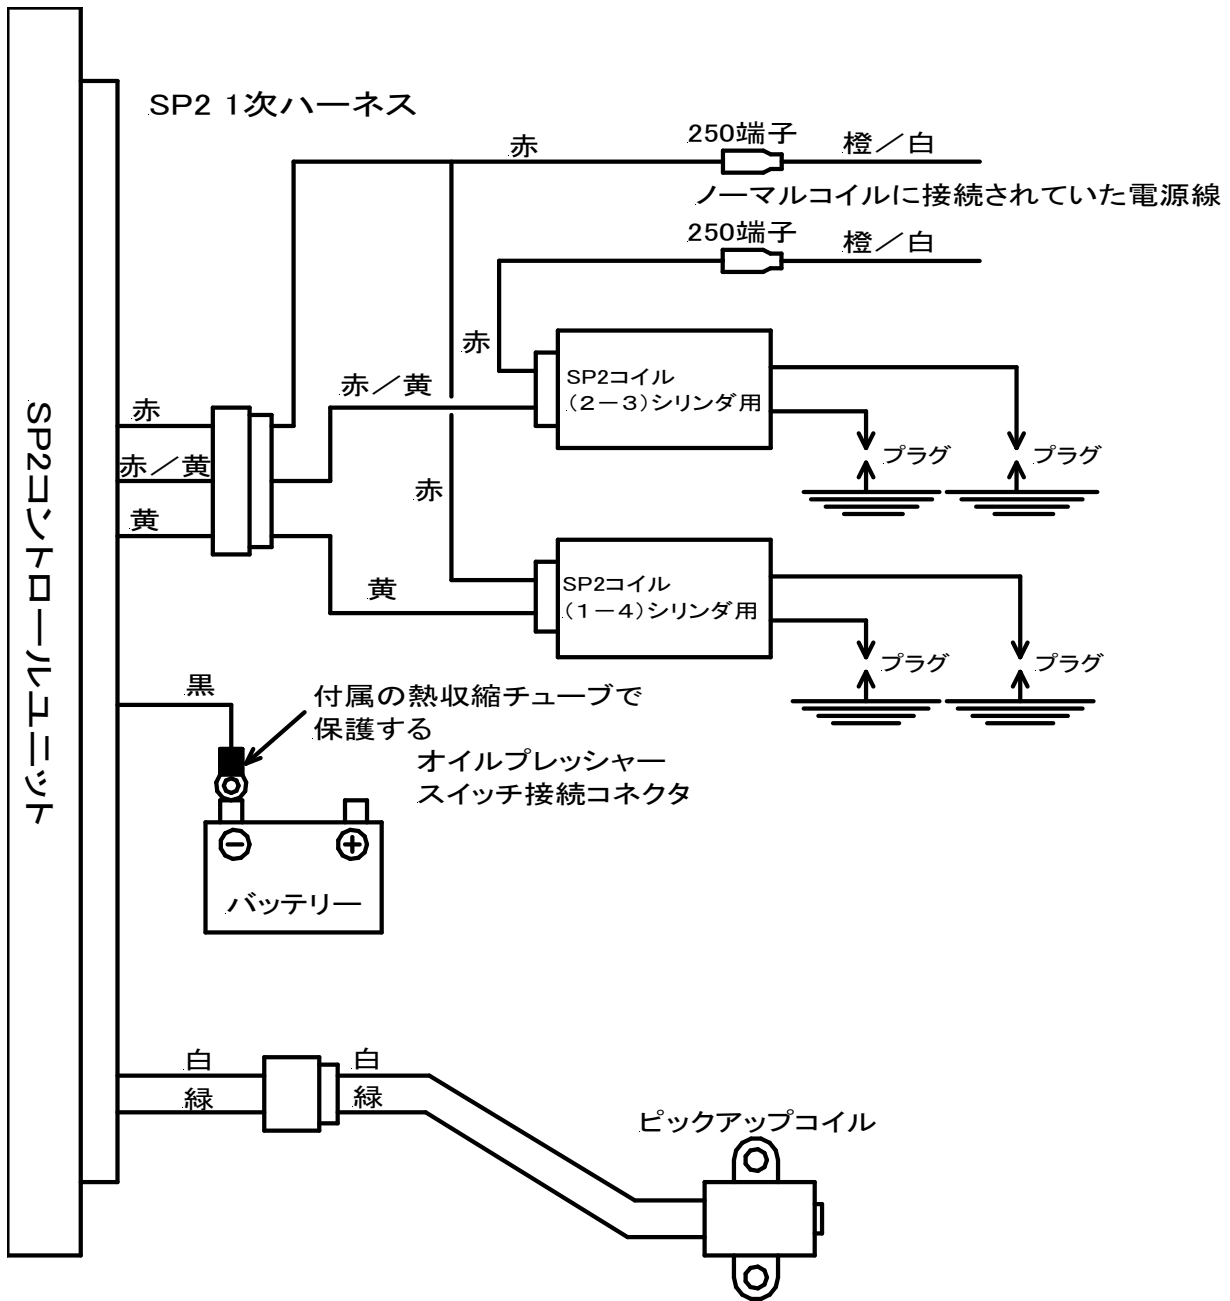 SP2 1次ハーネス
赤
250端子
橙／白
ノーマルコイルに接続されていた電源線
250端子
橙／白
赤
SP2コイル
（2－3）シリンダ用
赤／黄
赤
赤／黄
黄
赤
プラグ
プラグ
SP2コントロールユニット
SP2コイル
（1－4）シリンダ用
黄
プラグ
プラグ
黒
付属の熱収縮チューブで
保護する
オイルプレッシャー
スイッチ接続コネクタ
バッテリー
白
白
緑
緑
ピックアップコイル